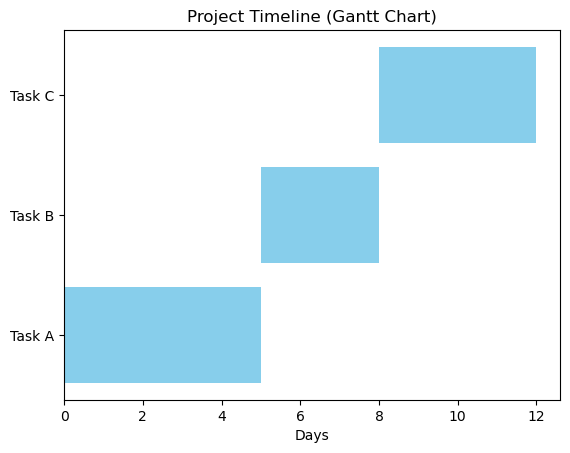 Project Timeline (Gantt Chart)
Task C
Task B
Task A
0 2 4 6 8 10 12
Days